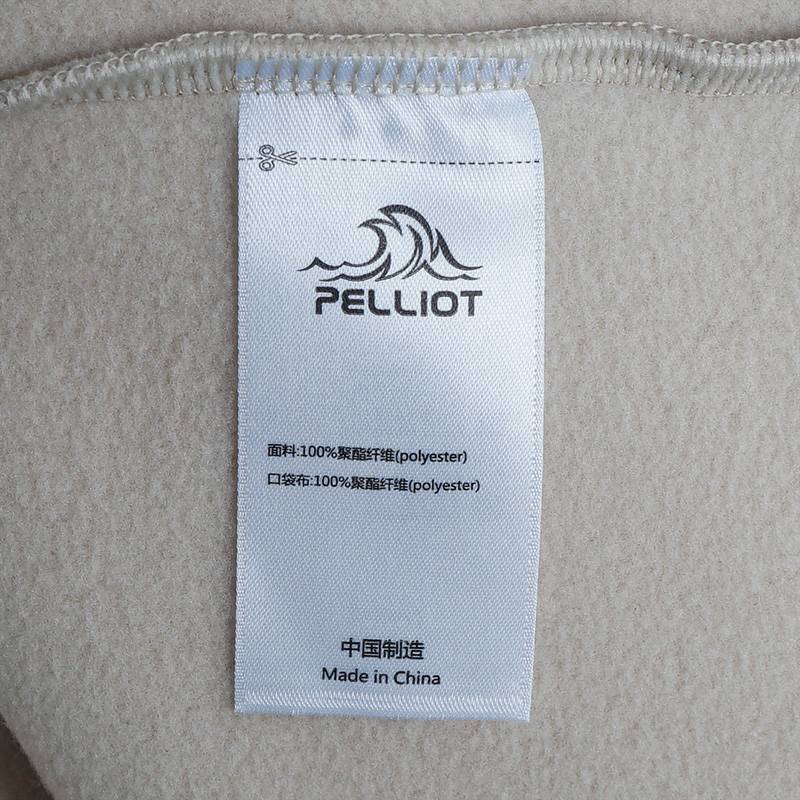 PELLIOT
面料:100%聚酯纤维(polyester)
口袋布:100%聚酯纤维(polyester)
中国制造
Made in China